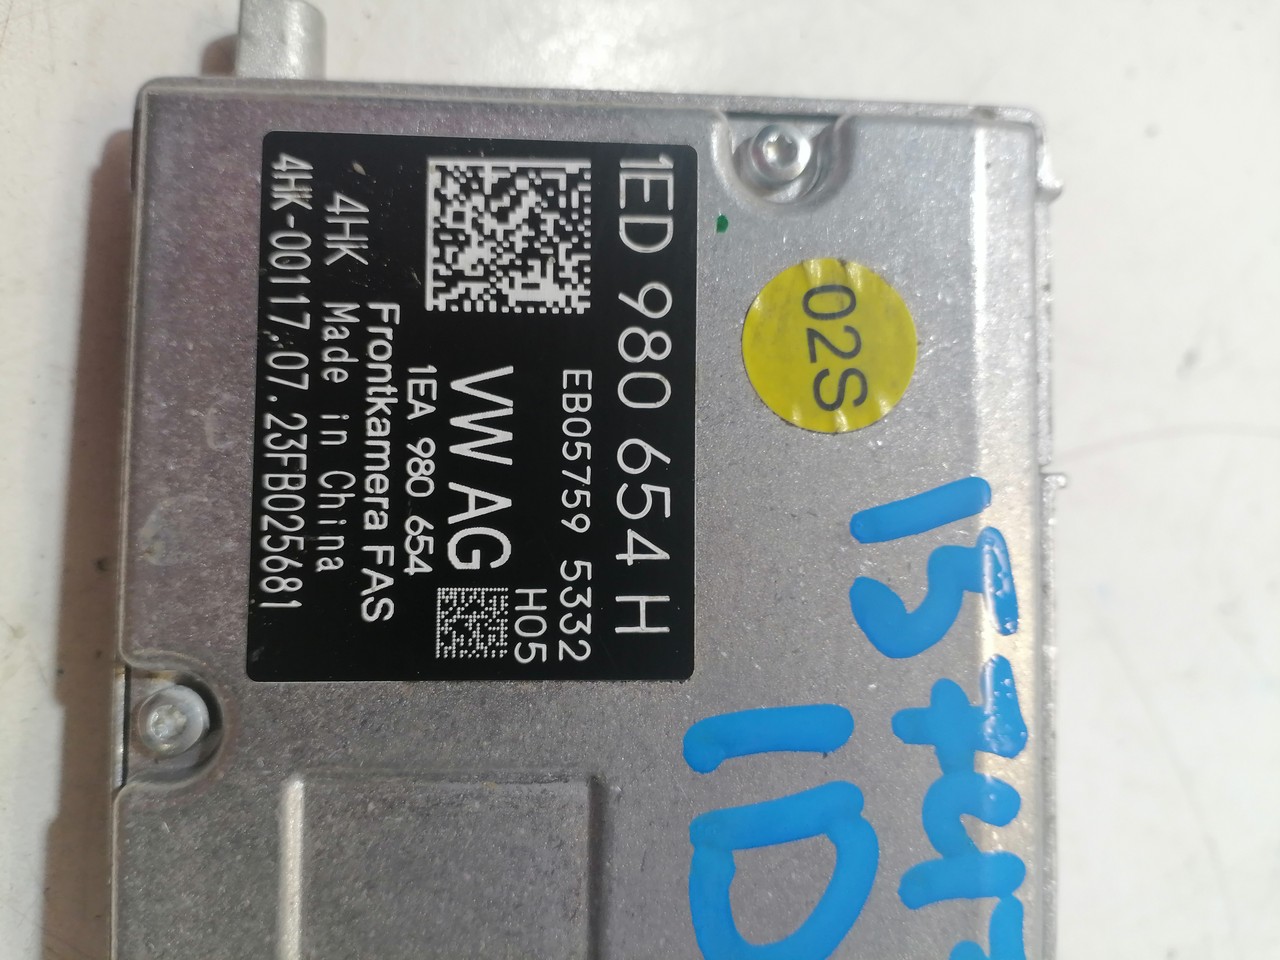 1ED 980 654 H
EB05759 5332
H05
VW AG
1EA 980 654
Frontkamera FAS
4HK Made in China
4HK-00117.07.23FB025681
02S
ID